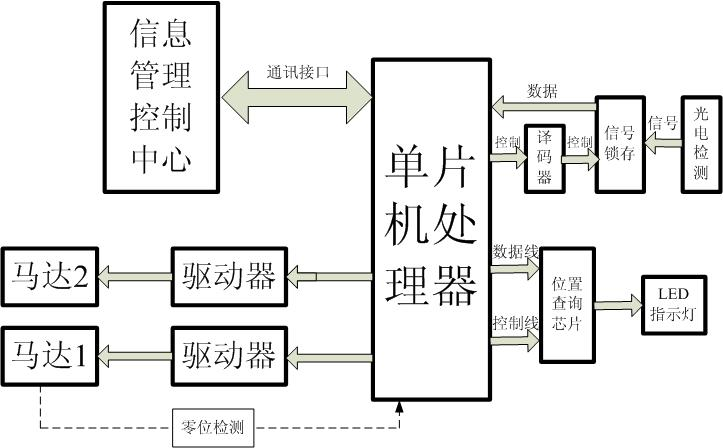 信息
管理
控制
中心
通讯接口
单片
机处
理器
数据
控制
译
码
器
控制
信号
锁存
信号
光
电
检
测
马达2
驱动器
数据线
位置
查询
芯片
LED
指示灯
马达1
驱动器
控制线
零位检测